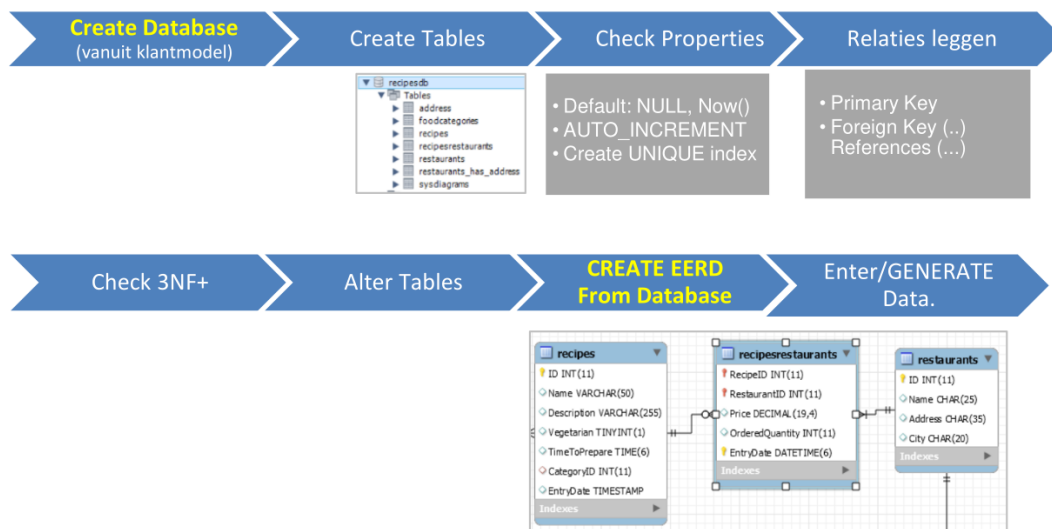 Create Database
(vanuit klantmodel)
Create Tables
Check Properties
Relaties leggen
recipesdb
Tables
address
foodcategories
recipes
recipesrestaurants
restaurants
restaurants_has_address
sysdiagrams
• Default: NULL, Now()
• AUTO_INCREMENT
• Create UNIQUE index
• Primary Key
• Foreign Key (..)
References (...)
Check 3NF+
Alter Tables
CREATE EERD
From Database
Enter/GENERATE
Data.
recipes
ID INT(11)
Name VARCHAR(50)
Description VARCHAR(255)
Vegetarian TINYINT(1)
TimeToPrepare TIME(6)
CategoryID INT(11)
EntryDate TIMESTAMP
Indexes
recipesrestaurants
RecipeID INT(11)
RestaurantID INT(11)
Price DECIMAL(19,4)
OrderedQuantity INT(11)
EntryDate DATETIME(6)
Indexes
restaurants
ID INT(11)
Name CHAR(25)
Address CHAR(35)
City CHAR(20)
Indexes